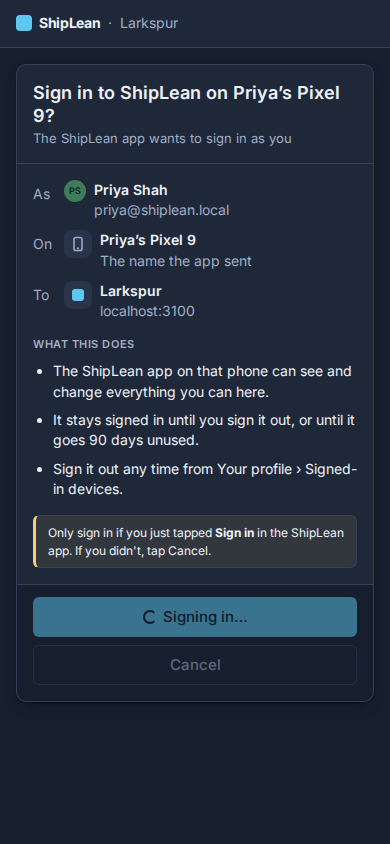 ShipLean · Larkspur
Sign in to ShipLean on Priya’s Pixel
9?
The ShipLean app wants to sign in as you
As PS Priya Shah
priya@shiplean.local
On Priya’s Pixel 9
The name the app sent
To Larkspur
localhost:3100
WHAT THIS DOES
• The ShipLean app on that phone can see and
change everything you can here.
• It stays signed in until you sign it out, or until it
goes 90 days unused.
• Sign it out any time from Your profile › Signed-
in devices.
Only sign in if you just tapped Sign in in the ShipLean
app. If you didn't, tap Cancel.
Signing in…
Cancel